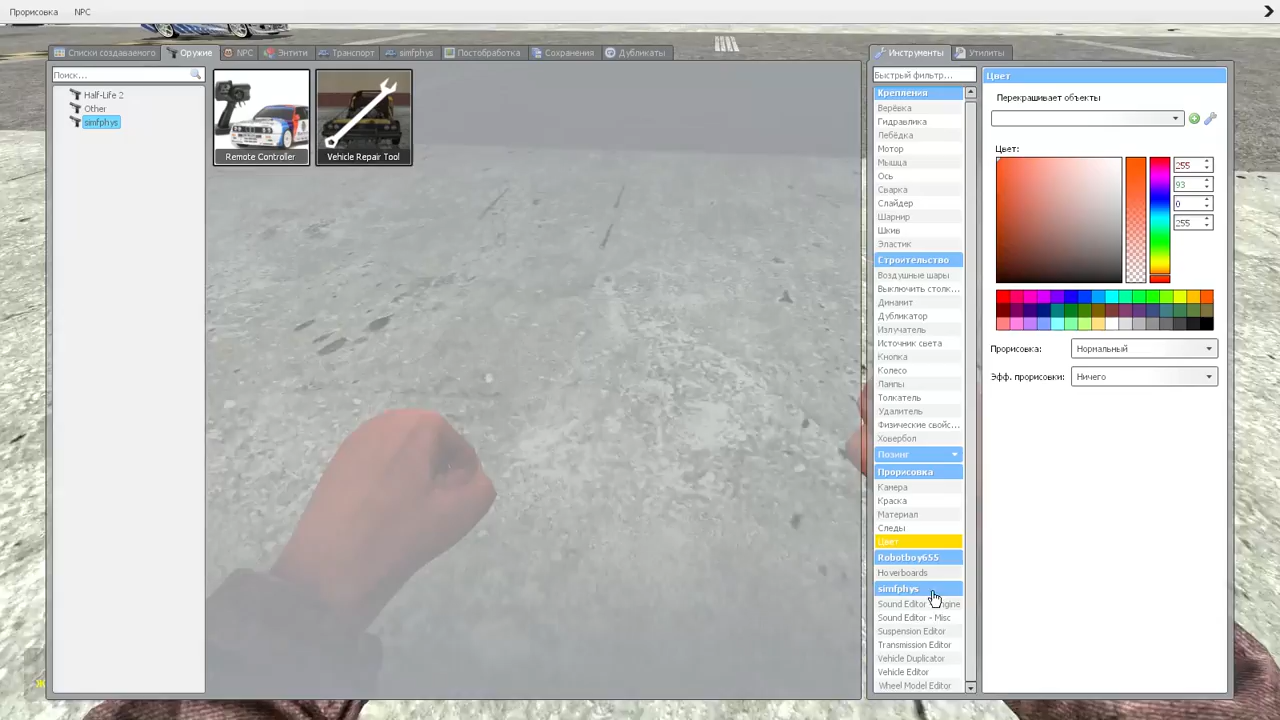 Прорисовка NPC
Списки создаваемого Оружие NPC Энтити Транспорт simfphys Постобработка Сохранения Дубликаты
Поиск...
Half-Life 2
Other
simfphys
Remote Controller
Vehicle Repair Tool
Инструменты Утилиты
Быстрый фильтр...
Крепления
Верёвка
Гидравлика
Лебёдка
Мотор
Мышца
Ось
Сварка
Слайдер
Шарнир
Шкив
Эластик
Строительство
Воздушные шары
Выключить столк...
Динамит
Дубликатор
Излучатель
Источник света
Кнопка
Колесо
Лампы
Толкатель
Удалитель
Физические свойс...
Ховербол
Позинг
Прорисовка
Камера
Краска
Материал
Следы
Цвет
Robotboy655
Hoverboards
simfphys
Sound Editor
Sound Editor - Misc
Suspension Editor
Transmission Editor
Vehicle Duplicator
Vehicle Editor
Wheel Model Editor
Цвет
Перекрашивает объекты
Цвет:
255
93
0
255
Прорисовка: Нормальный
Эфф. прорисовки: Ничего